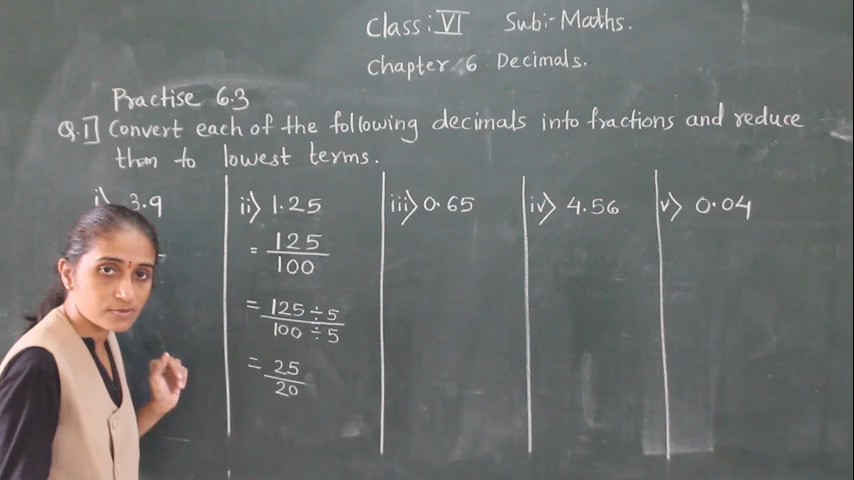 Class: VI Sub:- Maths.
Chapter 6 Decimals.
Practise 6.3
Q.1] Convert each of the following decimals into fractions and reduce
them to lowest terms.
i) 3.9
ii) 1.25
= 125/100
= 125 ÷ 5 / 100 ÷ 5
= 25/20
iii) 0.65
iv) 4.56
v) 0.04